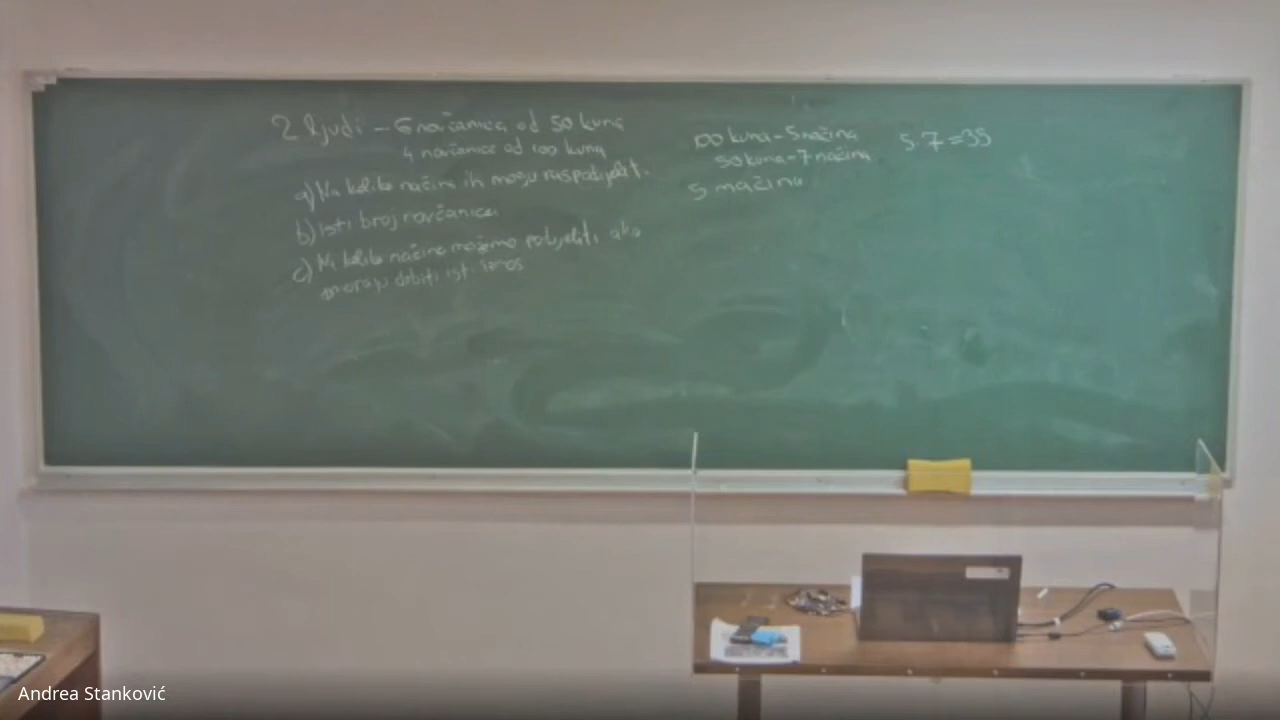 2 ljudi - 6 novčanica od 50 kuna
4 novčanice od 100 kuna
a) Na koliko načina ih mogu raspodijeliti.
b) Isti broj novčanica
c) Na koliko načina možemo podijeliti ako
moraju dobiti isti iznos
100 kuna - 5 načina
50 kuna - 7 načina
5 načina
5·7=35
Andrea Stanković